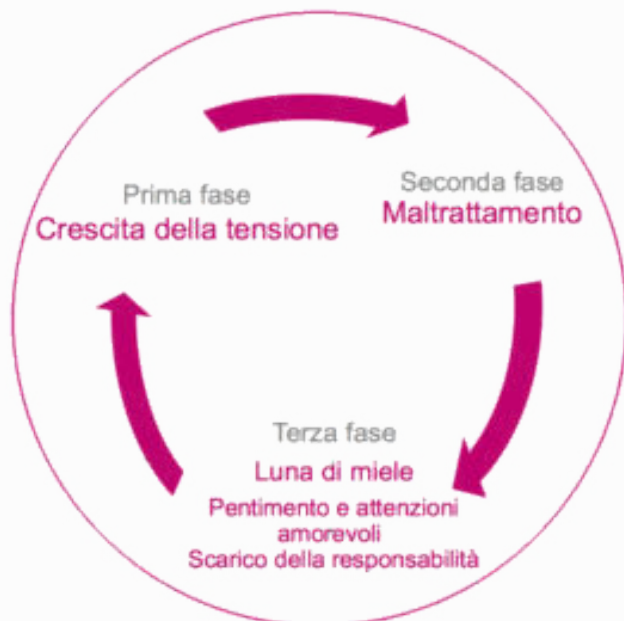 Prima fase
Crescita della tensione
Seconda fase
Maltrattamento
Terza fase
Luna di miele
Pentimento e attenzioni
amorevoli
Scarico della responsabilità